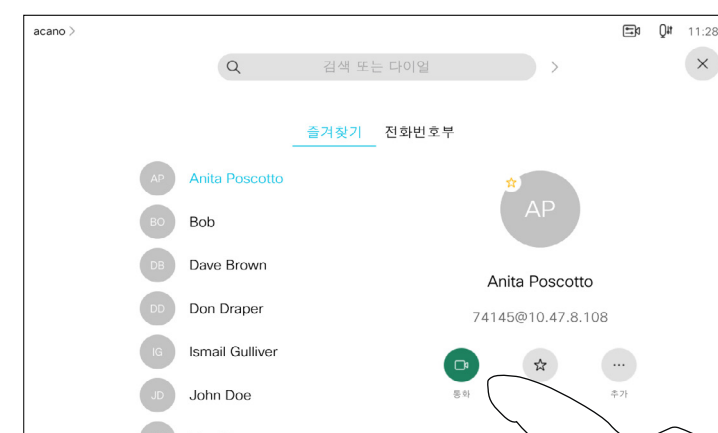 acano >
11:28
검색 또는 다이얼
즐겨찾기 전화번호부
AP Anita Poscotto
BO Bob
DB Dave Brown
DD Don Draper
IG Ismail Gulliver
JD John Doe
AP
Anita Poscotto
74145@10.47.8.108
통화
추가